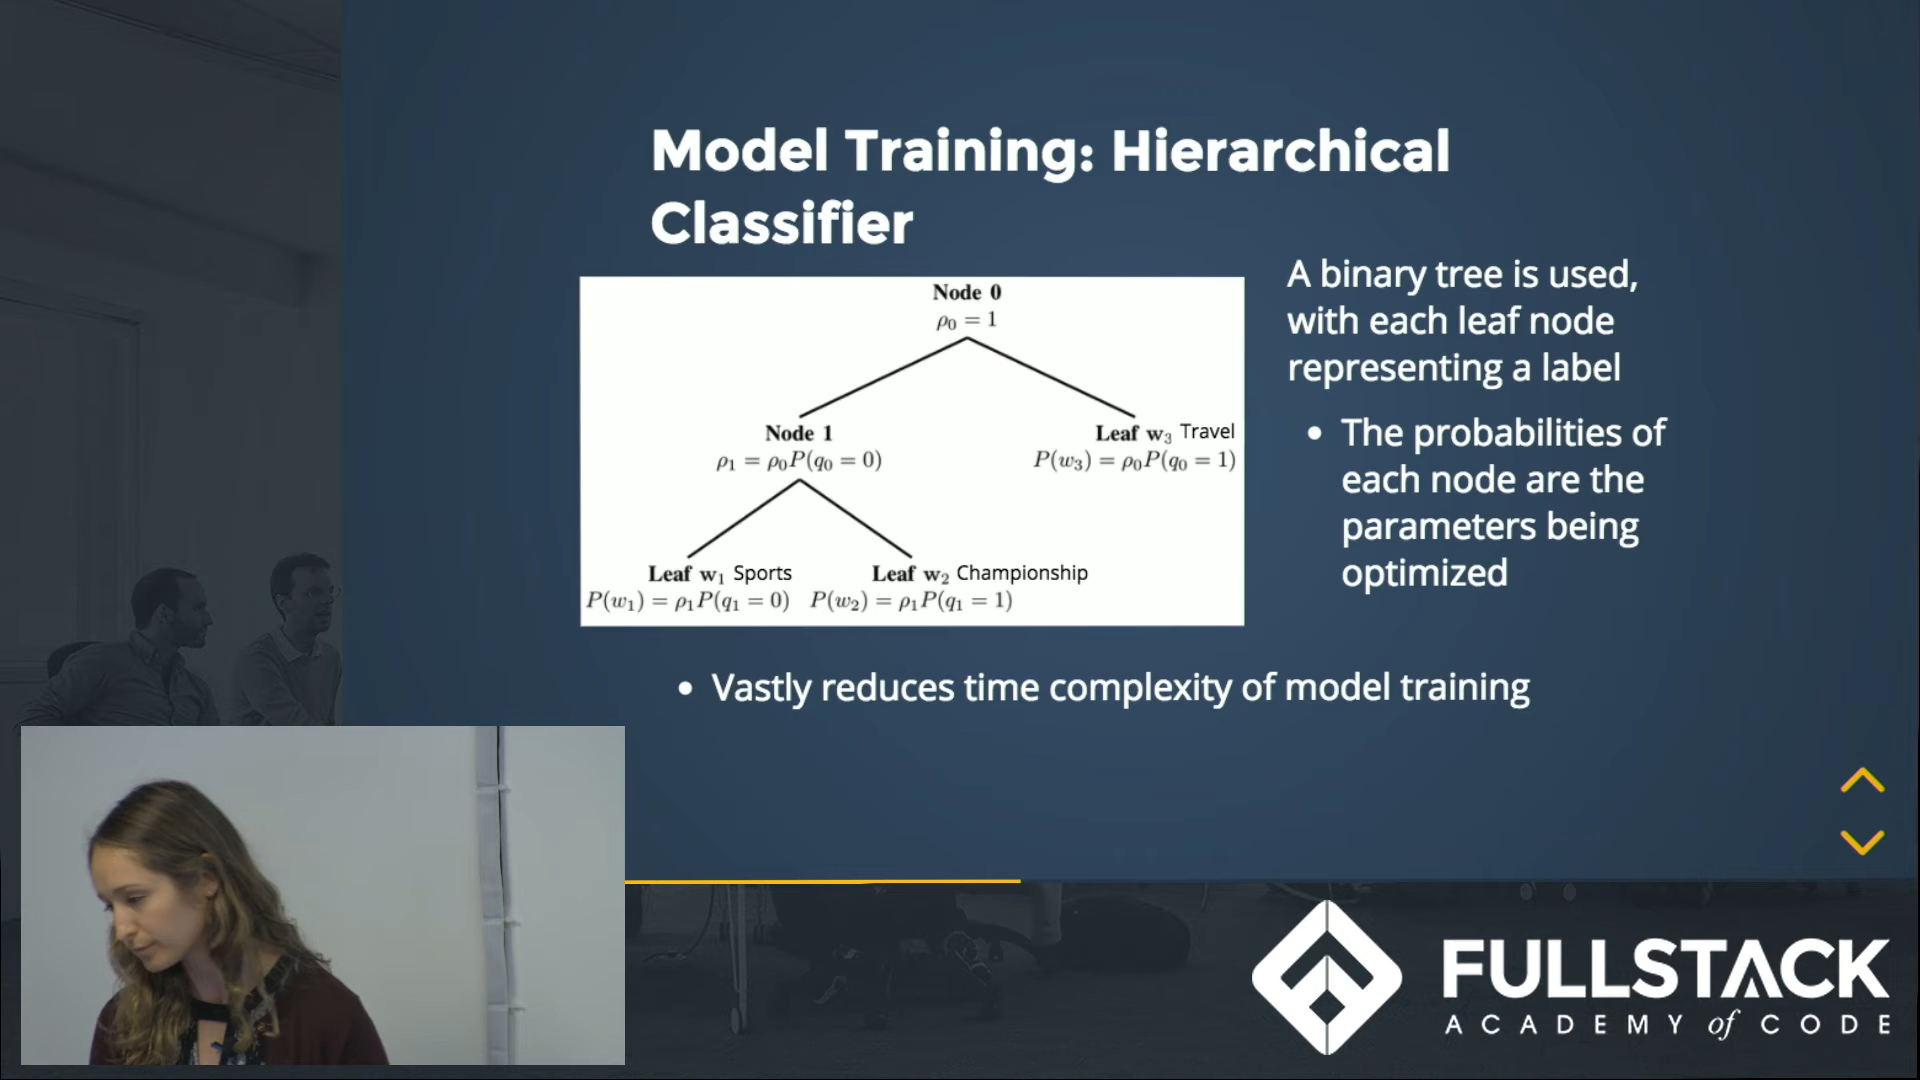 Model Training: Hierarchical
Classifier
Node 0
ρ₀ = 1
Node 1
ρ₁ = ρ₀P(q₀ = 0)
Leaf w₃ Travel
P(w₃) = ρ₀P(q₀ = 1)
Leaf w₁ Sports
P(w₁) = ρ₁P(q₁ = 0)
Leaf w₂ Championship
P(w₂) = ρ₁P(q₁ = 1)
A binary tree is used,
with each leaf node
representing a label
• The probabilities of
each node are the
parameters being
optimized
• Vastly reduces time complexity of model training
FULLSTACK
ACADEMY of CODE